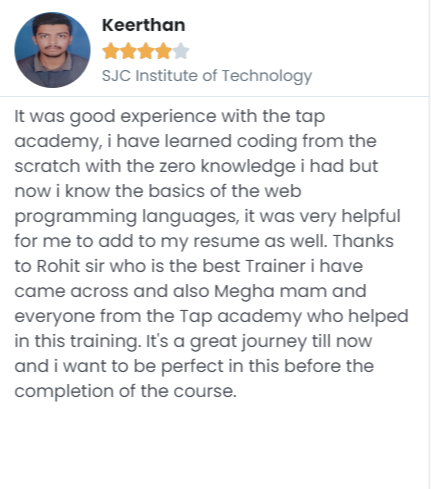 Keerthan
SJC Institute of Technology
It was good experience with the tap
academy, i have learned coding from the
scratch with the zero knowledge i had but
now i know the basics of the web
programming languages, it was very helpful
for me to add to my resume as well. Thanks
to Rohit sir who is the best Trainer i have
came across and also Megha mam and
everyone from the Tap academy who helped
in this training. It's a great journey till now
and i want to be perfect in this before the
completion of the course.